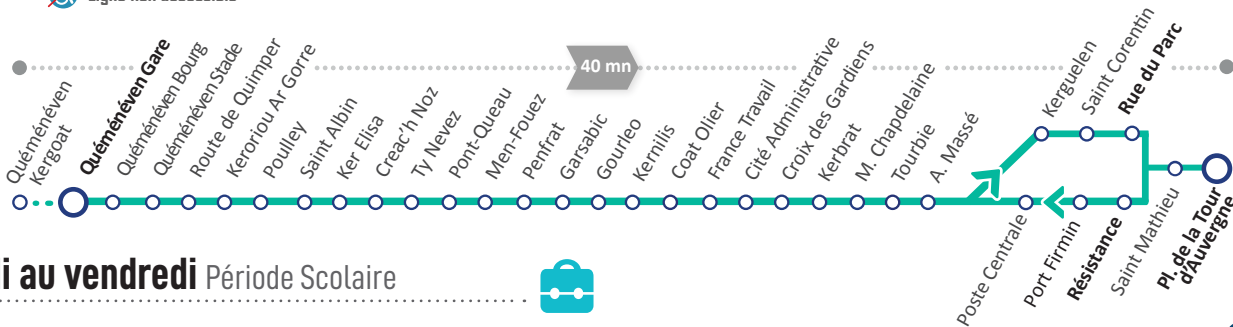 40 mn
Quéménéven
Kergoat
Quéménéven Gare
Quéménéven Bourg
Quéménéven Stade
Route de Quimper
Keroriou Ar Gorre
Poulley
Saint Albin
Ker Elisa
Creac'h Noz
Ty Nevez
Pont-Queau
Men-Fouez
Penfrat
Garsabic
Gourleo
Kernilis
Coat Olier
France Travail
Cité Administrative
Croix des Gardiens
Kerbrat
M. Chapdelaine
Tourbie
A. Massé
Kerguelen
Saint Corentin
Rue du Parc
Poste Centrale
Port Firmin
Résistance
Saint Mathieu
Pl. de la Tour
d'Auvergne
i au vendredi Période Scolaire